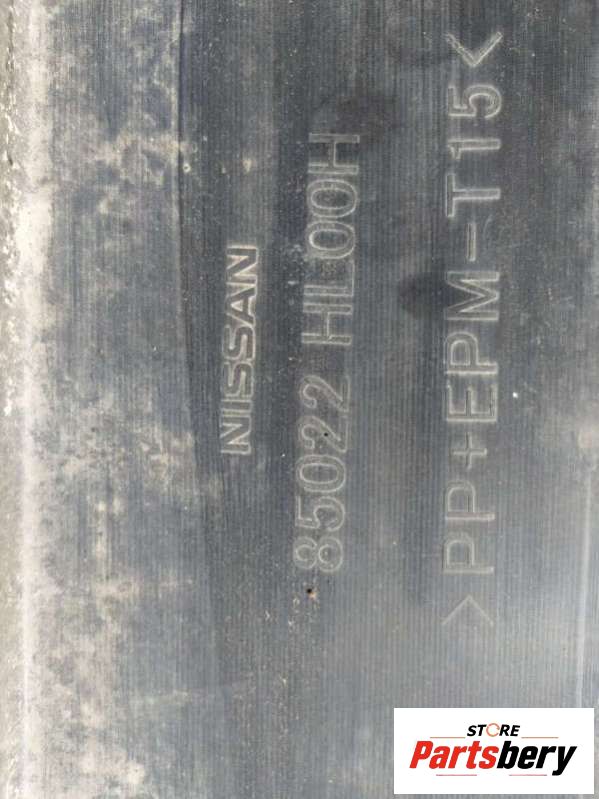 NISSAN
85022 HL00H
>PP+EPM-T15<
STORE
Partsbery